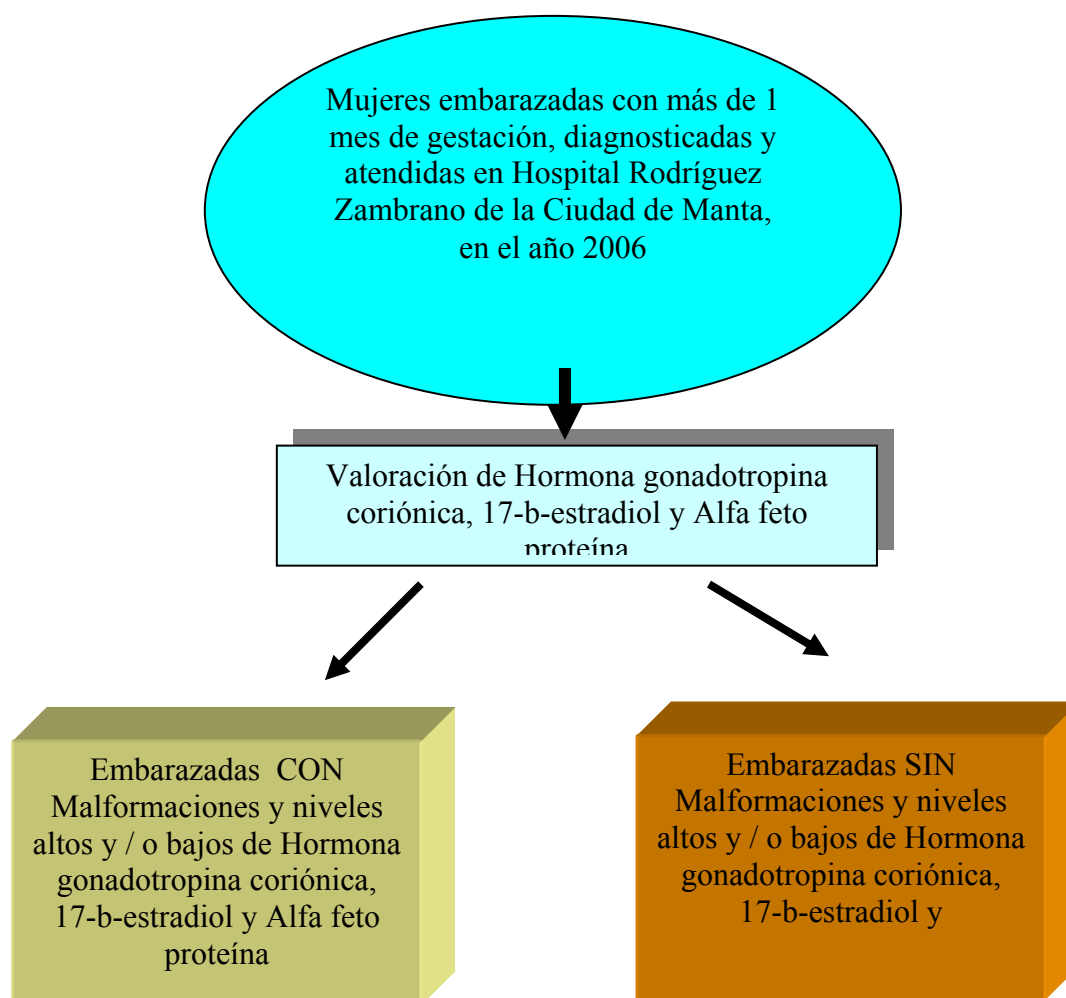 Mujeres embarazadas con más de 1
mes de gestación, diagnosticadas y
atendidas en Hospital Rodríguez
Zambrano de la Ciudad de Manta,
en el año 2006
Valoración de Hormona gonadotropina
coriónica, 17-b-estradiol y Alfa feto
proteína
Embarazadas CON
Malformaciones y niveles
altos y / o bajos de Hormona
gonadotropina coriónica,
17-b-estradiol y Alfa feto
proteína
Embarazadas SIN
Malformaciones y niveles
altos y / o bajos de Hormona
gonadotropina coriónica,
17-b-estradiol y